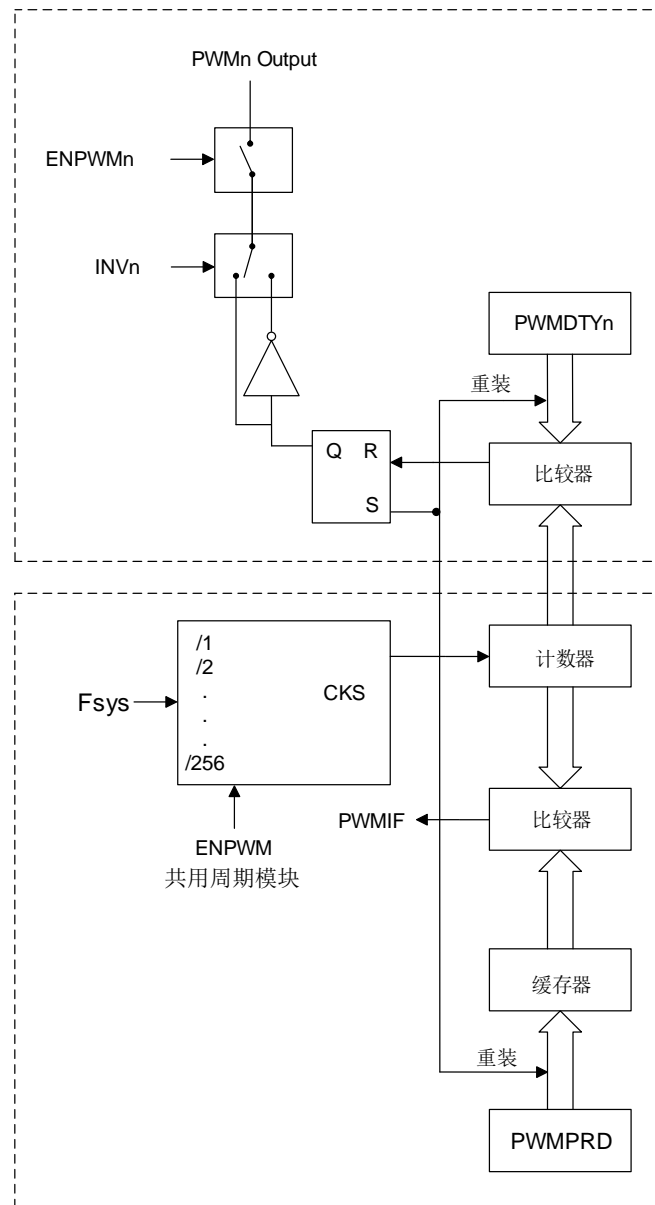 PWMn Output
ENPWMn
INVn
PWMDTYn
重装
Q R
S
比较器
/1
/2
.
.
.
/256
CKS
Fsys
计数器
ENPWM
共用周期模块
PWMIF
比较器
缓存器
重装
PWMPRD